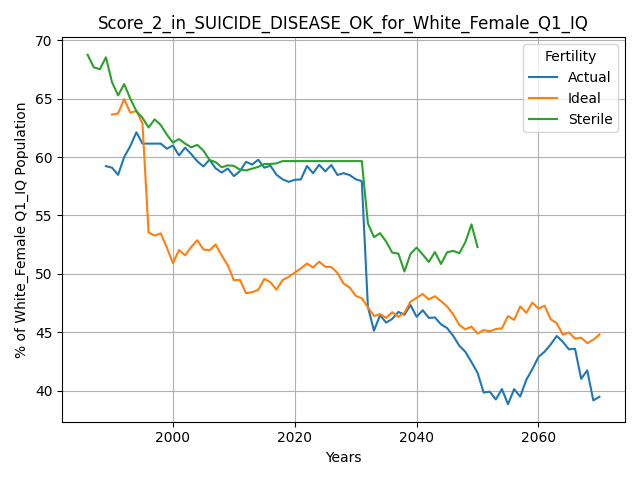 Score_2_in_SUICIDE_DISEASE_OK_for_White_Female_Q1_IQ
% of White_Female Q1_IQ Population
70
65
60
55
50
45
40
Fertility
Actual
Ideal
Sterile
2000
2020
2040
2060
Years